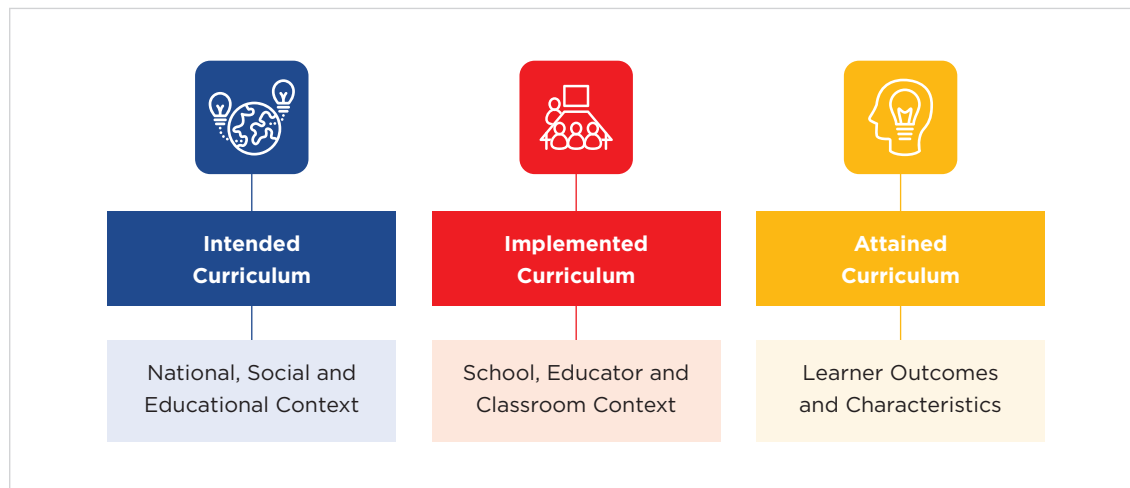 Intended
Curriculum
National, Social and
Educational Context
Implemented
Curriculum
School, Educator and
Classroom Context
Attained
Curriculum
Learner Outcomes
and Characteristics